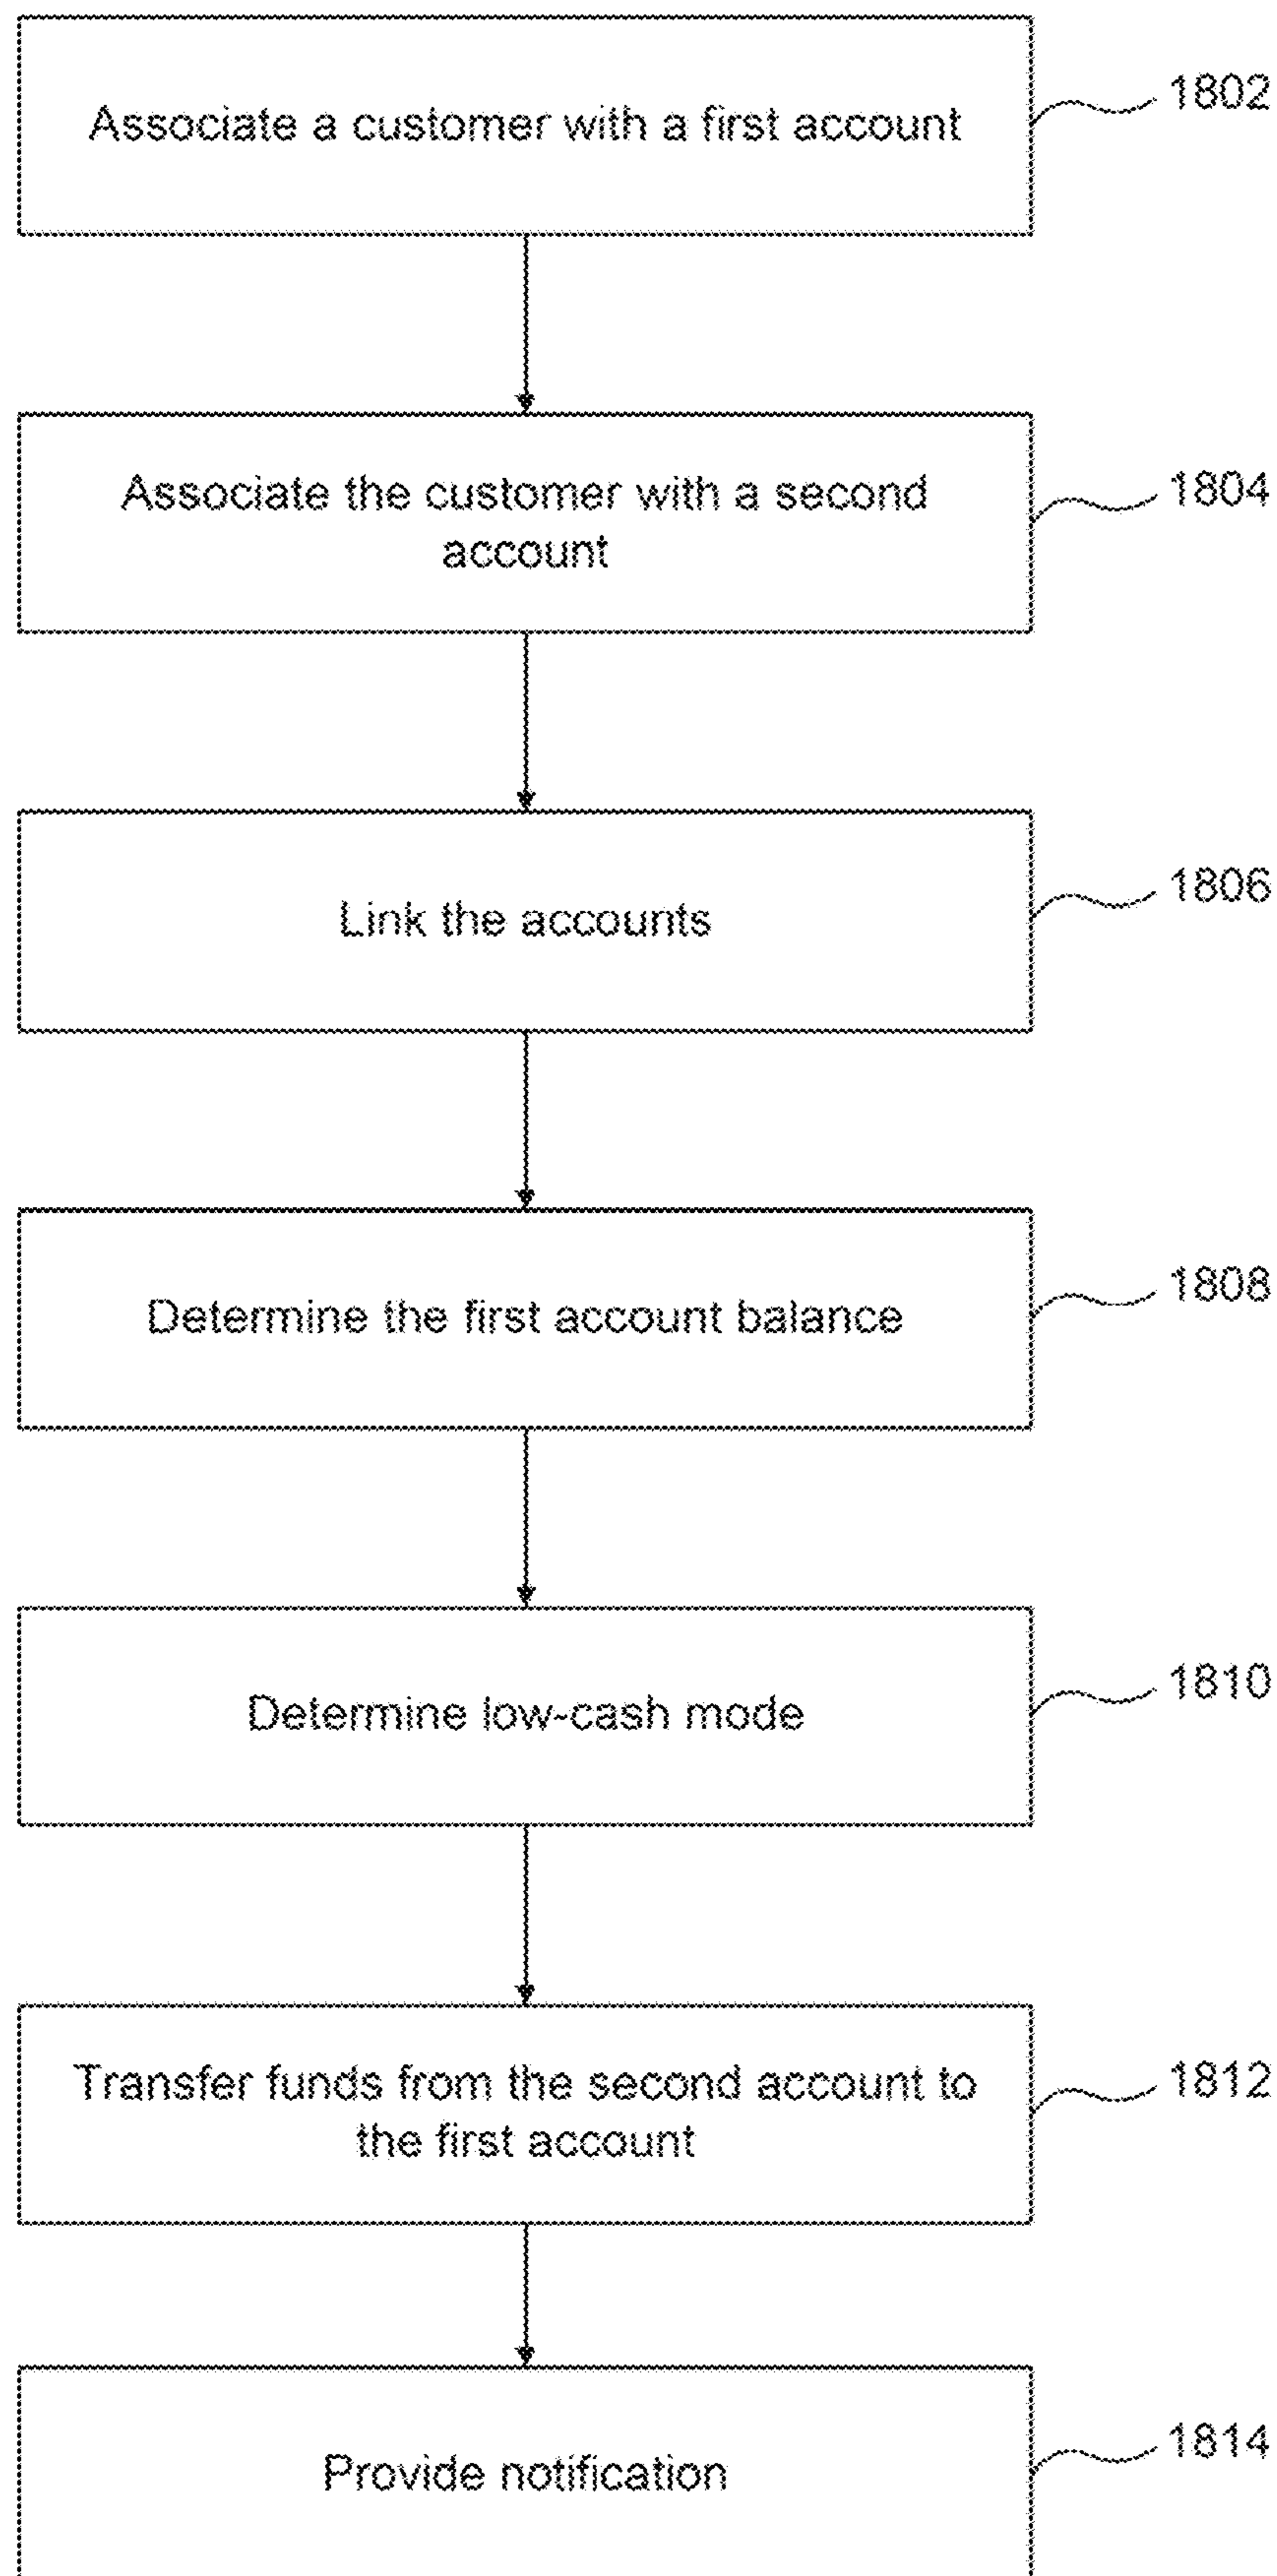 Associate a customer with a first account
1802
Associate the customer with a second
account
1804
Link the accounts
1806
Determine the first account balance
1808
Determine low-cash mode
1810
Transfer funds from the second account to
the first account
1812
Provide notification
1814